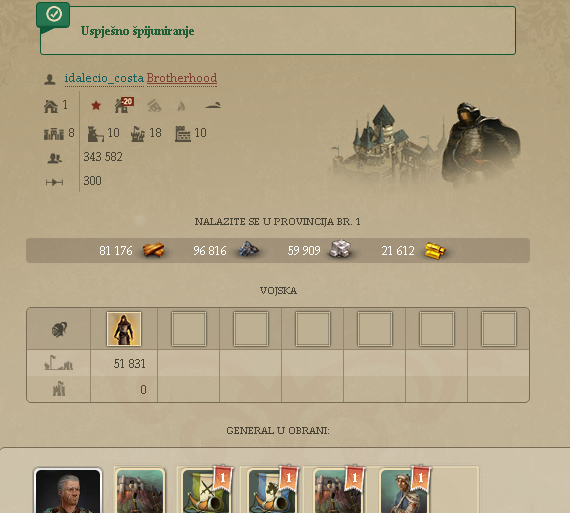 Uspješno špijuniranje
idalecio_costa Brotherhood
1 -20
8 10 18 10
343 582
300
NALAZITE SE U PROVINCIJA BR. 1
81 176 96 816 59 909 21 612
VOJSKA
51 831
0
GENERAL U OBRANI:
1 1 1 1